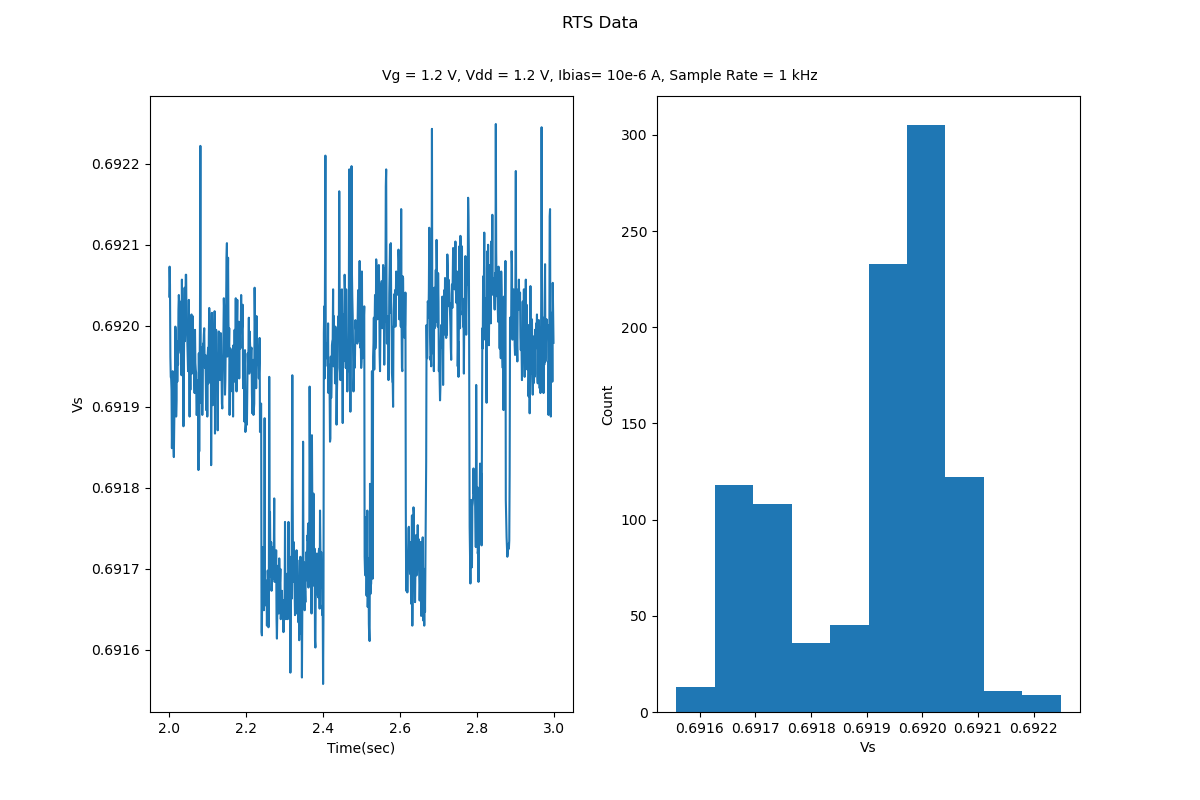 RTS Data
Vg = 1.2 V, Vdd = 1.2 V, Ibias= 10e-6 A, Sample Rate = 1 kHz
0.6922
0.6921
0.6920
0.6919
0.6918
0.6917
0.6916
Vs
2.0 2.2 2.4 2.6 2.8 3.0
Time(sec)
300
250
200
150
100
50
0
Count
0.6916 0.6917 0.6918 0.6919 0.6920 0.6921 0.6922
Vs